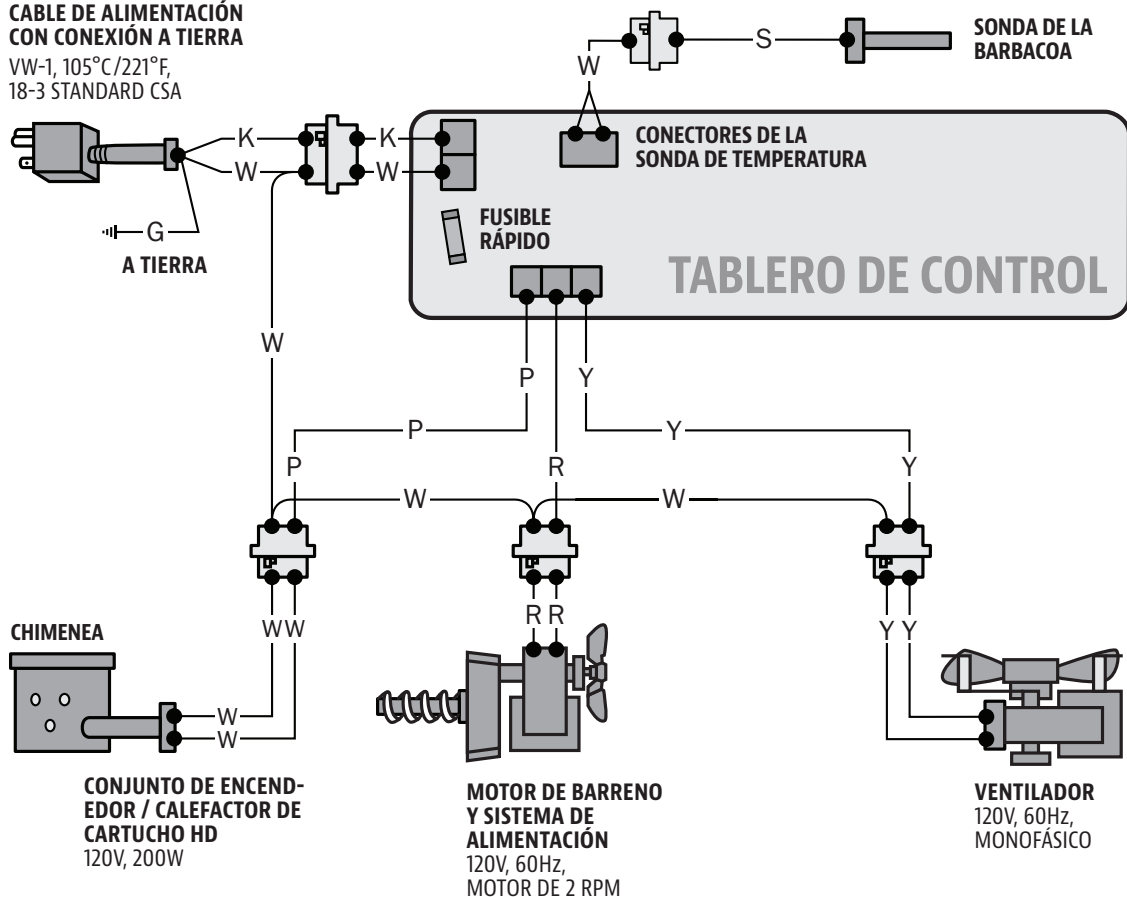 CABLE DE ALIMENTACIÓN
CON CONEXIÓN A TIERRA
VW-1, 105°C/221°F,
18-3 STANDARD CSA
SONDA DE LA
BARBACOA
S
W
K
K
W
W
G
A TIERRA
CONECTORES DE LA
SONDA DE TEMPERATURA
FUSIBLE
RÁPIDO
TABLERO DE CONTROL
W
P
Y
P
Y
P
R
Y
W
W
R R
W W
Y Y
CHIMENEA
W
W
CONJUNTO DE ENCEND-
EDOR / CALEFACTOR DE
CARTUCHO HD
120V, 200W
MOTOR DE BARRENO
Y SISTEMA DE
ALIMENTACIÓN
120V, 60Hz,
MOTOR DE 2 RPM
VENTILADOR
120V, 60Hz,
MONOFÁSICO